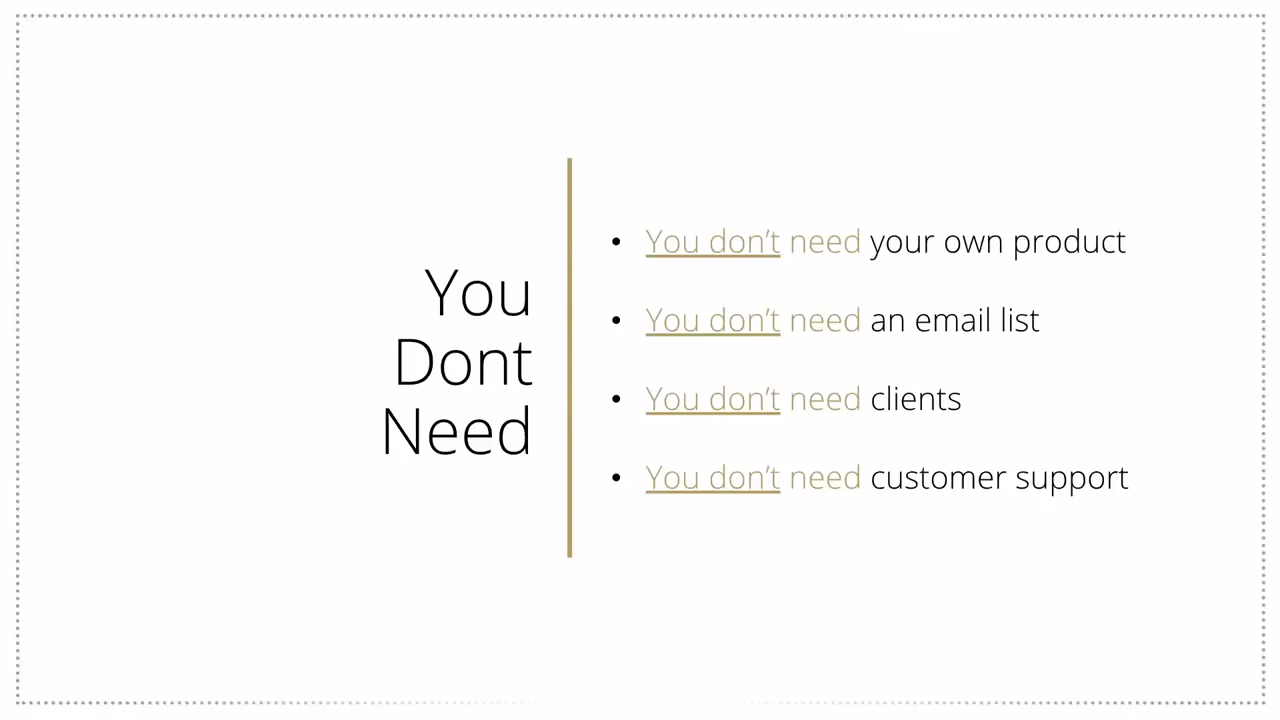 You
Dont
Need
• You don't need your own product
• You don't need an email list
• You don't need clients
• You don't need customer support